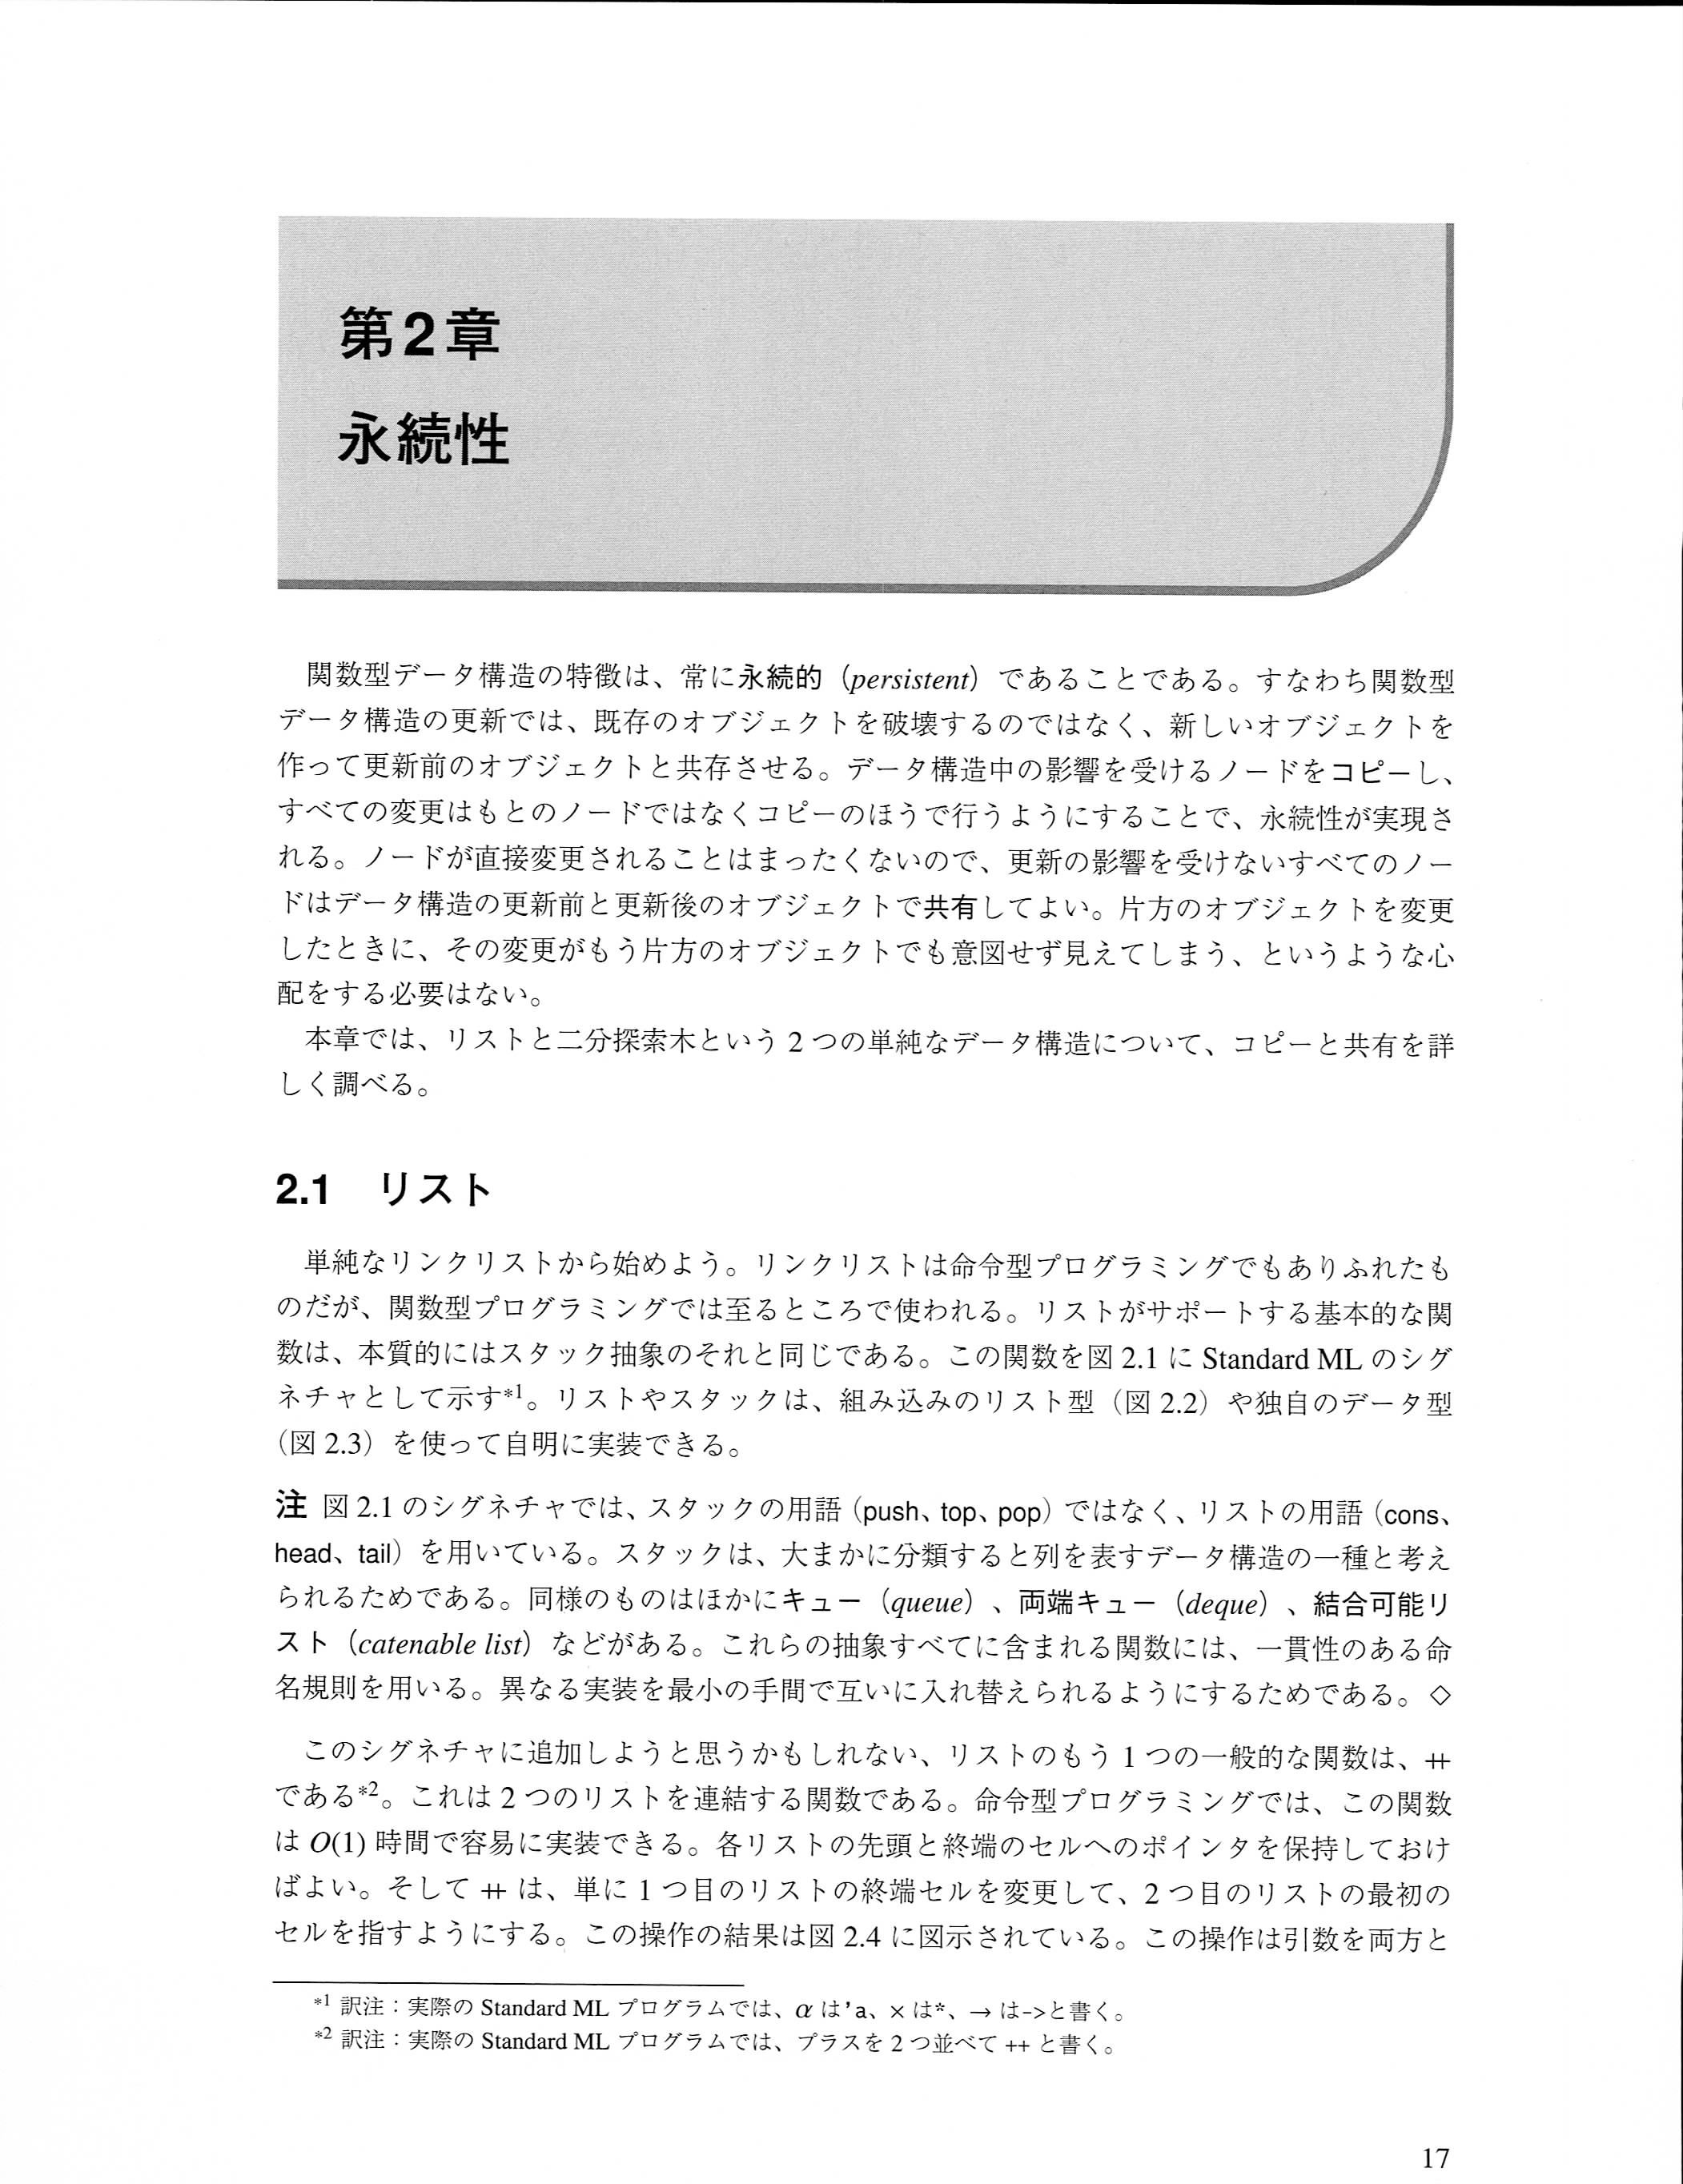 第2章
永続性
関数型データ構造の特徴は、常に永続的（persistent）であることである。すなわち関数型
データ構造の更新では、既存のオブジェクトを破壊するのではなく、新しいオブジェクトを
作って更新前のオブジェクトと共存させる。データ構造中の影響を受けるノードをコピーし、
すべての変更はもとのノードではなくコピーのほうで行うようにすることで、永続性が実現さ
れる。ノードが直接変更されることはまったくないので、更新の影響を受けないすべてのノー
ドはデータ構造の更新前と更新後のオブジェクトで共有してよい。片方のオブジェクトを変更
したときに、その変更がもう片方のオブジェクトでも意図せず見えてしまう、というような心
配をする必要はない。
本章では、リストと二分探索木という 2 つの単純なデータ構造について、コピーと共有を詳
しく調べる。
2.1　リスト
単純なリンクリストから始めよう。リンクリストは命令型プログラミングでもありふれたも
のだが、関数型プログラミングでは至るところで使われる。リストがサポートする基本的な関
数は、本質的にはスタック抽象のそれと同じである。この関数を図 2.1 に Standard ML のシグ
ネチャとして示す*1。リストやスタックは、組み込みのリスト型（図 2.2）や独自のデータ型
（図 2.3）を使って自明に実装できる。
注 図 2.1 のシグネチャでは、スタックの用語（push、top、pop）ではなく、リストの用語（cons、
head、tail）を用いている。スタックは、大まかに分類すると列を表すデータ構造の一種と考え
られるためである。同様のものはほかにキュー（queue）、両端キュー（deque）、結合可能リ
スト（catenable list）などがある。これらの抽象すべてに含まれる関数には、一貫性のある命
名規則を用いる。異なる実装を最小の手間で互いに入れ替えられるようにするためである。◇
このシグネチャに追加しようと思うかもしれない、リストのもう 1 つの一般的な関数は、⧺
である*2。これは 2 つのリストを連結する関数である。命令型プログラミングでは、この関数
は O(1) 時間で容易に実装できる。各リストの先頭と終端のセルへのポインタを保持しておけ
ばよい。そして ⧺ は、単に 1 つ目のリストの終端セルを変更して、2 つ目のリストの最初の
セルを指すようにする。この操作の結果は図 2.4 に図示されている。この操作は引数を両方と
*1 訳注：実際の Standard ML プログラムでは、α は'a、× は*、→ は->と書く。
*2 訳注：実際の Standard ML プログラムでは、プラスを 2 つ並べて ++ と書く。
17